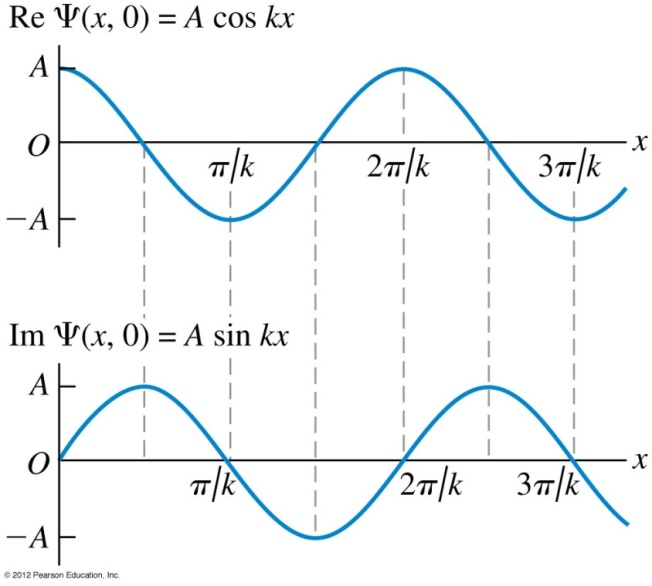 Re Ψ(x, 0) = A cos kx
A
O
π/k 2π/k 3π/k x
−A
Im Ψ(x, 0) = A sin kx
A
O
x
π/k 2π/k 3π/k
−A
© 2012 Pearson Education, Inc.